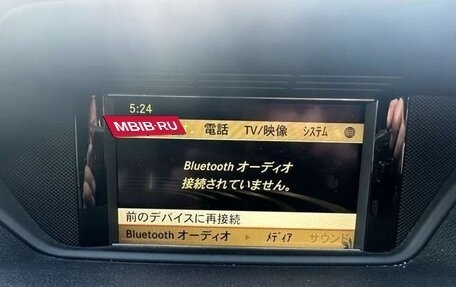 5:24
MBIB·RU
電話 TV/映像 システム
Bluetooth オーディオ
接続されていません。
前のデバイスに再接続
Bluetooth オーディオ ▶ メディア サウンド